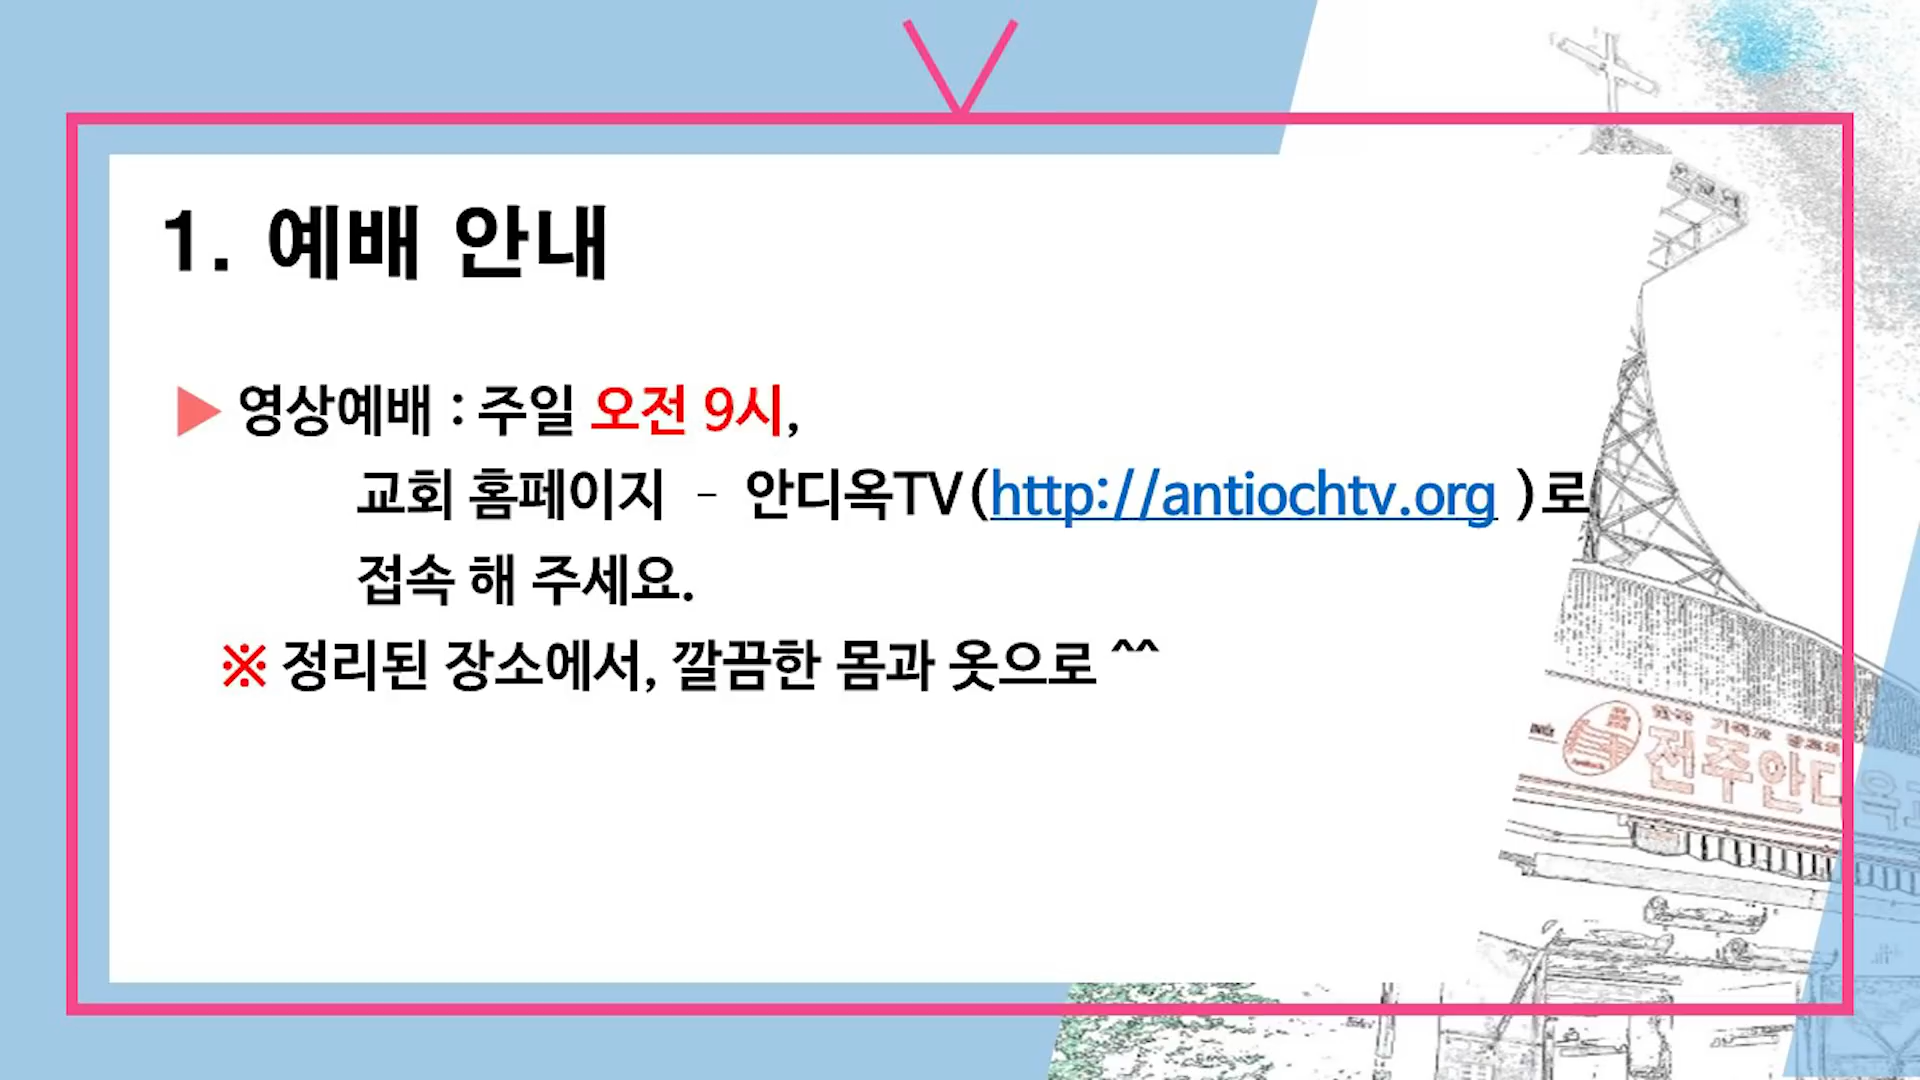 1. 예배 안내
▶ 영상예배 : 주일 오전 9시,
교회 홈페이지 – 안디옥TV(http://antiochtv.org )로
접속 해 주세요.
※ 정리된 장소에서, 깔끔한 몸과 옷으로 ^^
전주안디옥교